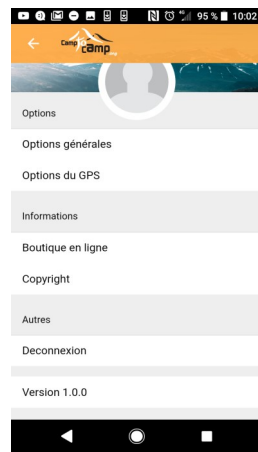 95 % 10:02
Camp
to
camp
Options
Options générales
Options du GPS
Informations
Boutique en ligne
Copyright
Autres
Deconnexion
Version 1.0.0